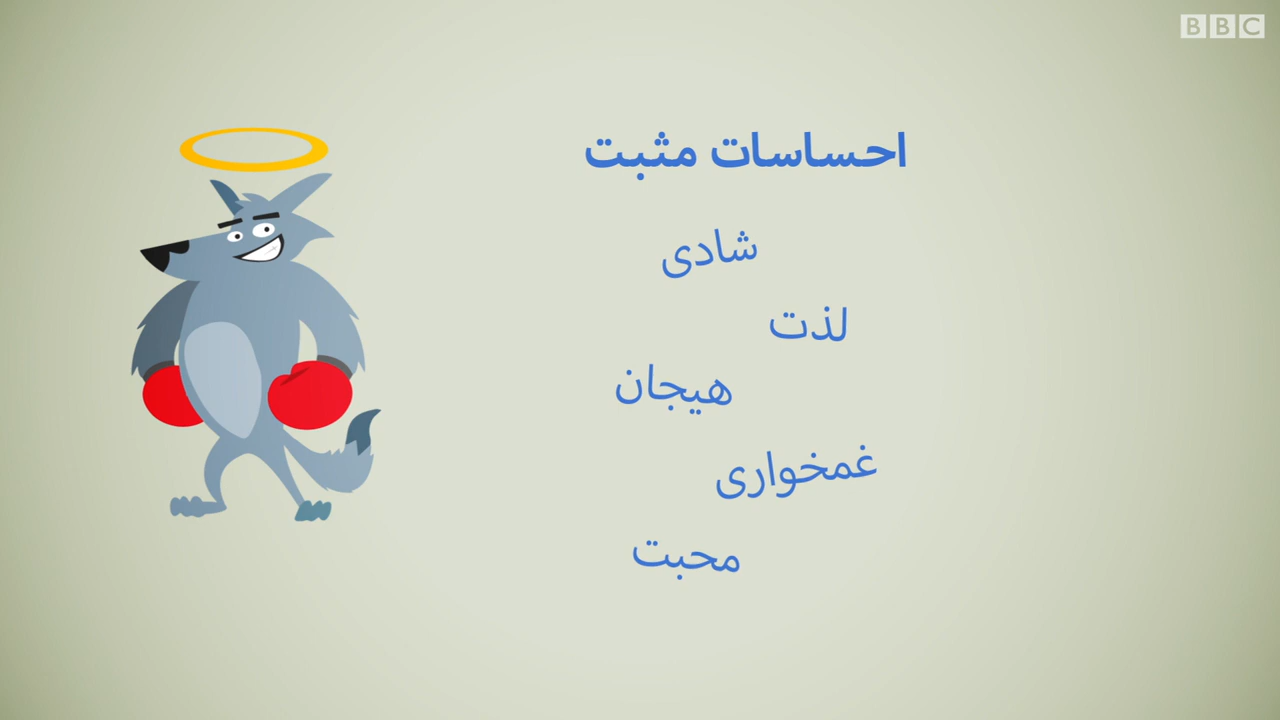 BBC
احساسات مثبت
شادی
لذت
هیجان
غمخواری
محبت